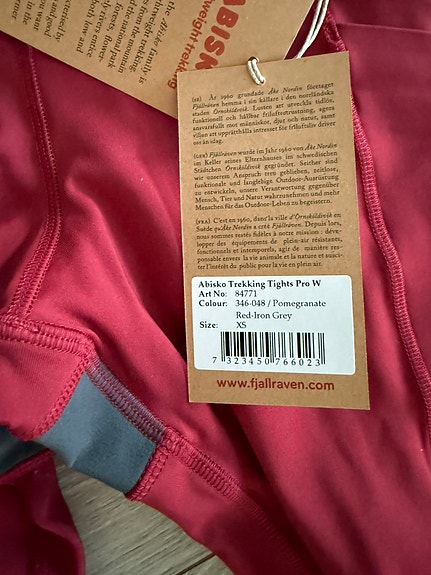 ABISKO
weight trekking
the Abisko family is
(SE) År 1960 grundade Åke Nordin företaget
Fjällräven hemma i sin källare i den norrländska
staden Örnsköldsvik. Lusten att utveckla tidlös,
funktionell och hållbar friluftsutrustning, agera
ansvarsfullt mot människor, djur och natur, samt
viljan att upprätthålla intresset för friluftsliv driver
oss än idag.
(GER) Fjällräven wurde im Jahr 1960 von Åke Nordin
im Keller seines Elternhauses im schwedischen
Städtchen Örnsköldsvik gegründet. Seither sind
wir unserem Anspruch treu geblieben, zeitlose,
funktionale und langlebige Outdoor-Ausrüstung
zu entwickeln, unsere Verantwortung gegenüber
Mensch, Tier und Natur wahrzunehmen und mehr
Menschen für das Outdoor-Leben zu begeistern.
(FRA) C'est en 1960, dans la ville d'Örnsköldsvik en
Suède qu'Åke Nordin a créé Fjällräven. Depuis lors,
nous sommes restés fidèles à notre mission : déve-
lopper des équipements de plein-air résistants,
fonctionnels et intemporels, agir de manière res-
ponsable envers la vie animale et la nature et susci-
ter l'intérêt du public pour la vie en plein air.
Abisko Trekking Tights Pro W
Art No: 84771
Colour: 346-048 / Pomegranate
Red-Iron Grey
Size: XS
7 323450 766023
www.fjallraven.com